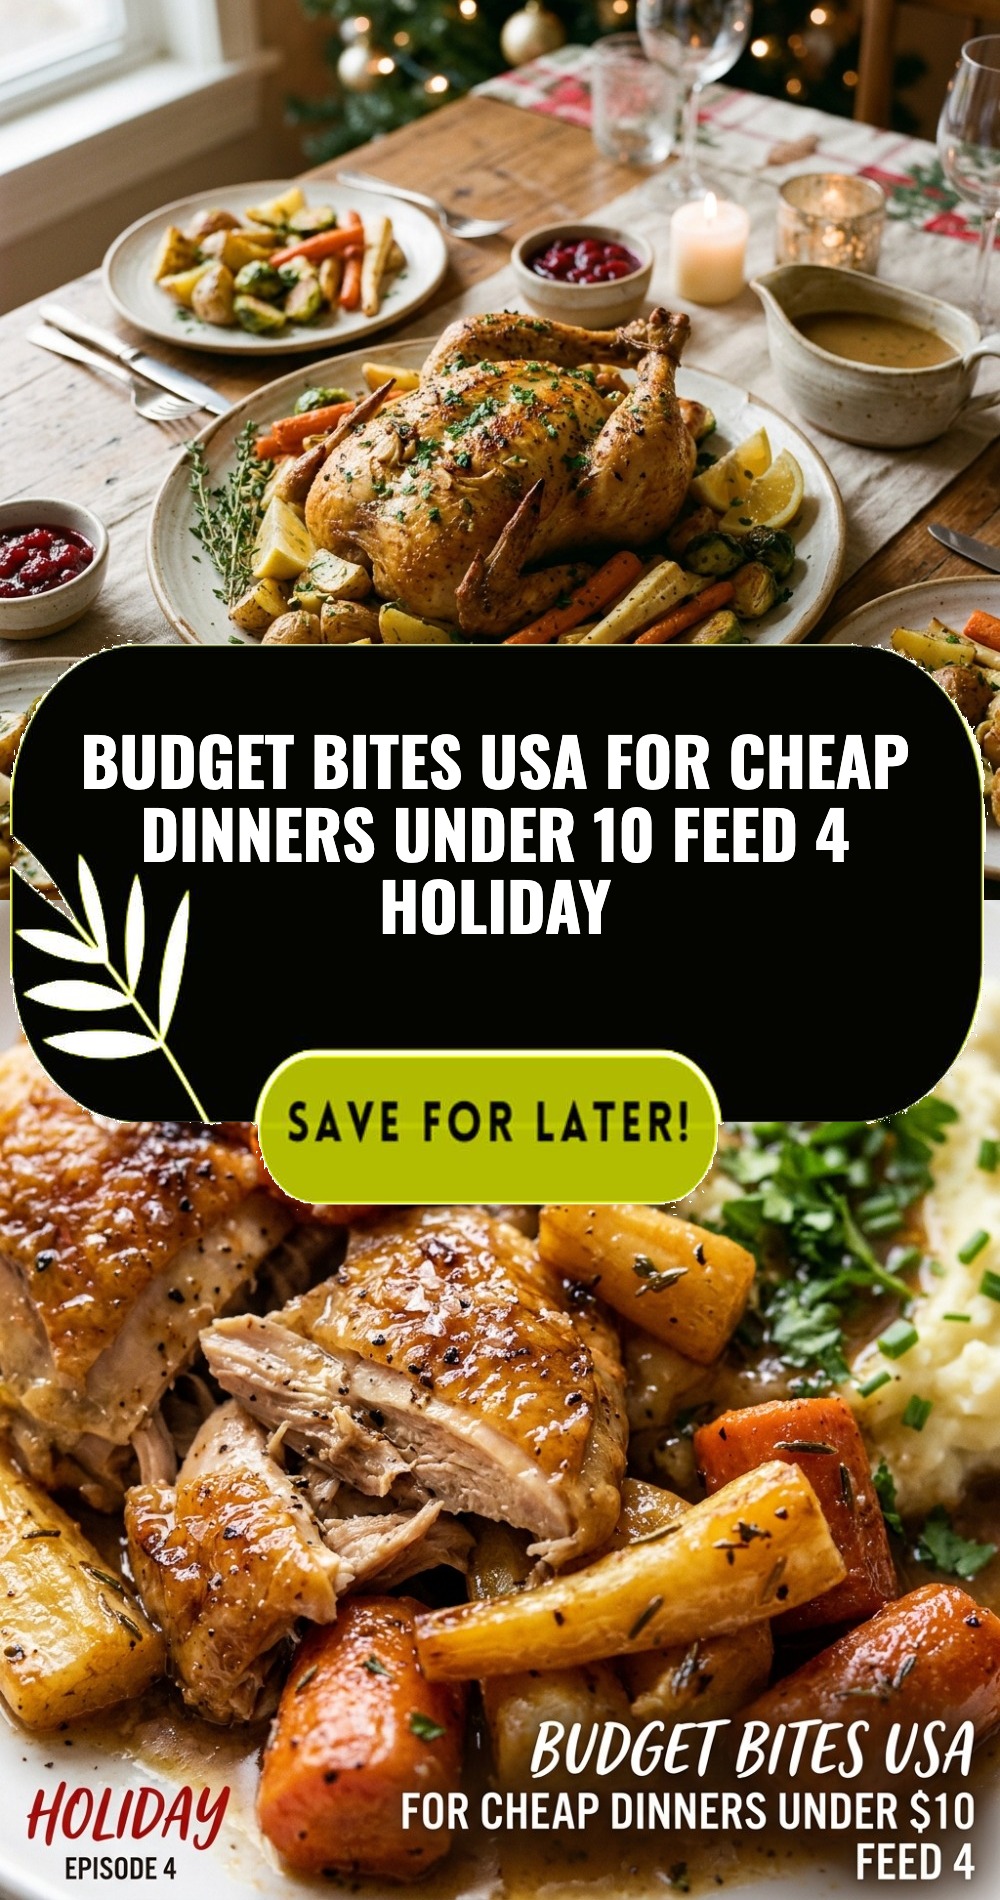 BUDGET BITES USA FOR CHEAP
DINNERS UNDER 10 FEED 4
HOLIDAY
SAVE FOR LATER!
BUDGET BITES USA
FOR CHEAP DINNERS UNDER $10
FEED 4
HOLIDAY
EPISODE 4